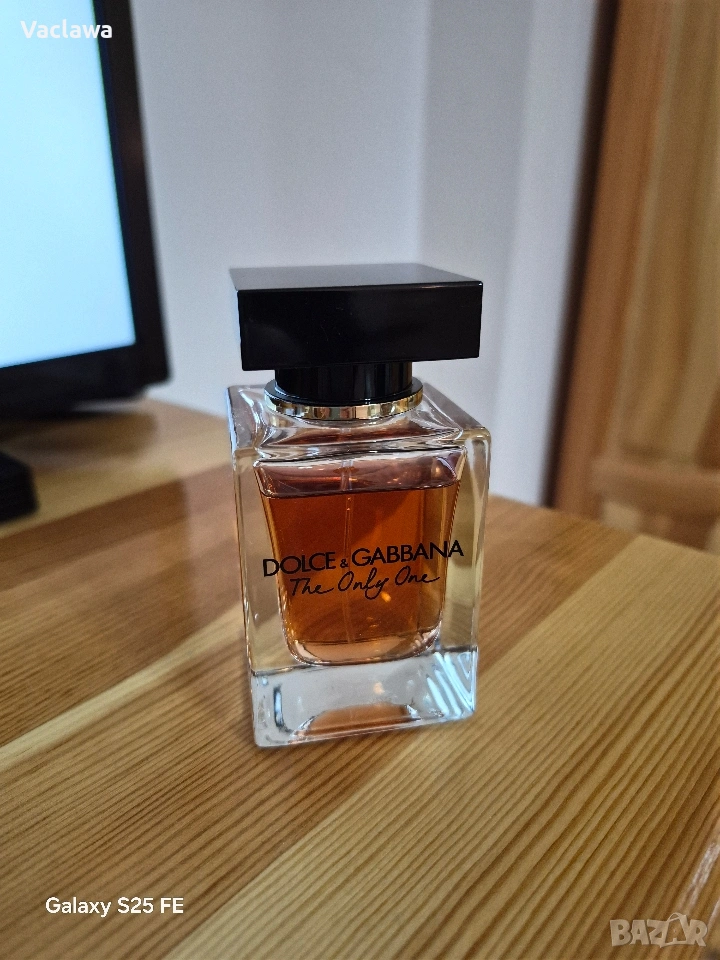 Vaclawa
DOLCE & GABBANA
The Only One
Galaxy S25 FE
BAZAR